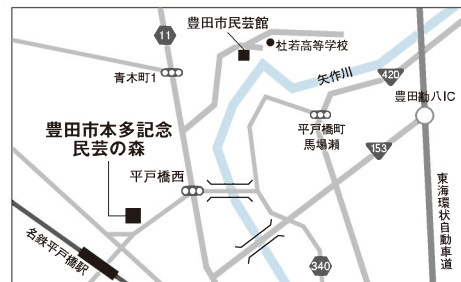 豊田市民芸館
11
杜若高等学校
青木町1
矢作川
420
豊田勘八IC
豊田市本多記念
民芸の森
平戸橋町
馬場瀬
153
平戸橋西
東海環状自動車道
名鉄平戸橋駅
340